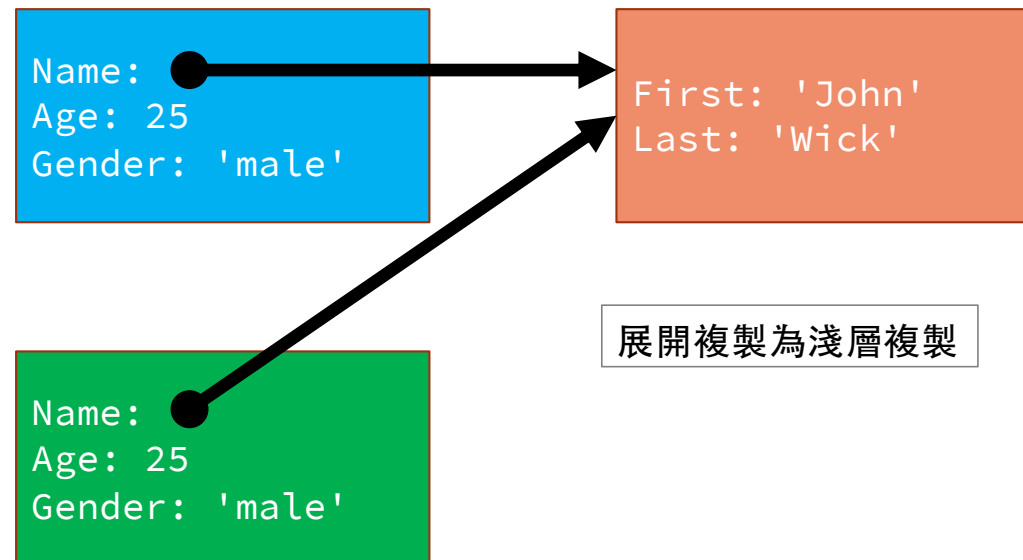 Name:
Age: 25
Gender: 'male'
First: 'John'
Last: 'Wick'
展開複製為淺層複製
Name:
Age: 25
Gender: 'male'